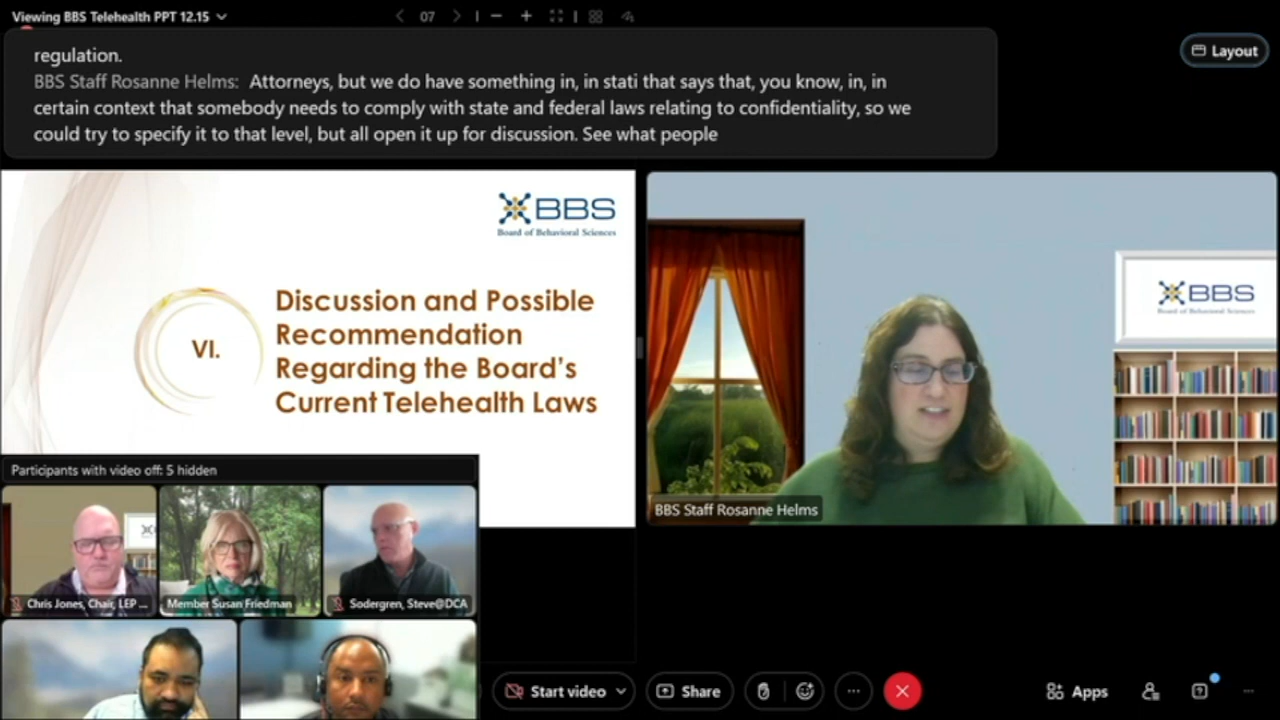 Viewing BBS Telehealth PPT 12.15
07
Layout
regulation.
BBS Staff Rosanne Helms: Attorneys, but we do have something in, in stati that says that, you know, in, in
certain context that somebody needs to comply with state and federal laws relating to confidentiality, so we
could try to specify it to that level, but all open it up for discussion. See what people
BBS
Board of Behavioral Sciences
VI.
Discussion and Possible
Recommendation
Regarding the Board's
Current Telehealth Laws
BBS
Board of Behavioral Sciences
BBS Staff Rosanne Helms
Participants with video off: 5 hidden
Chris Jones, Chair, LEP ...
Member Susan Friedman
Sodergren, Steve@DCA
Start video
Share
Apps